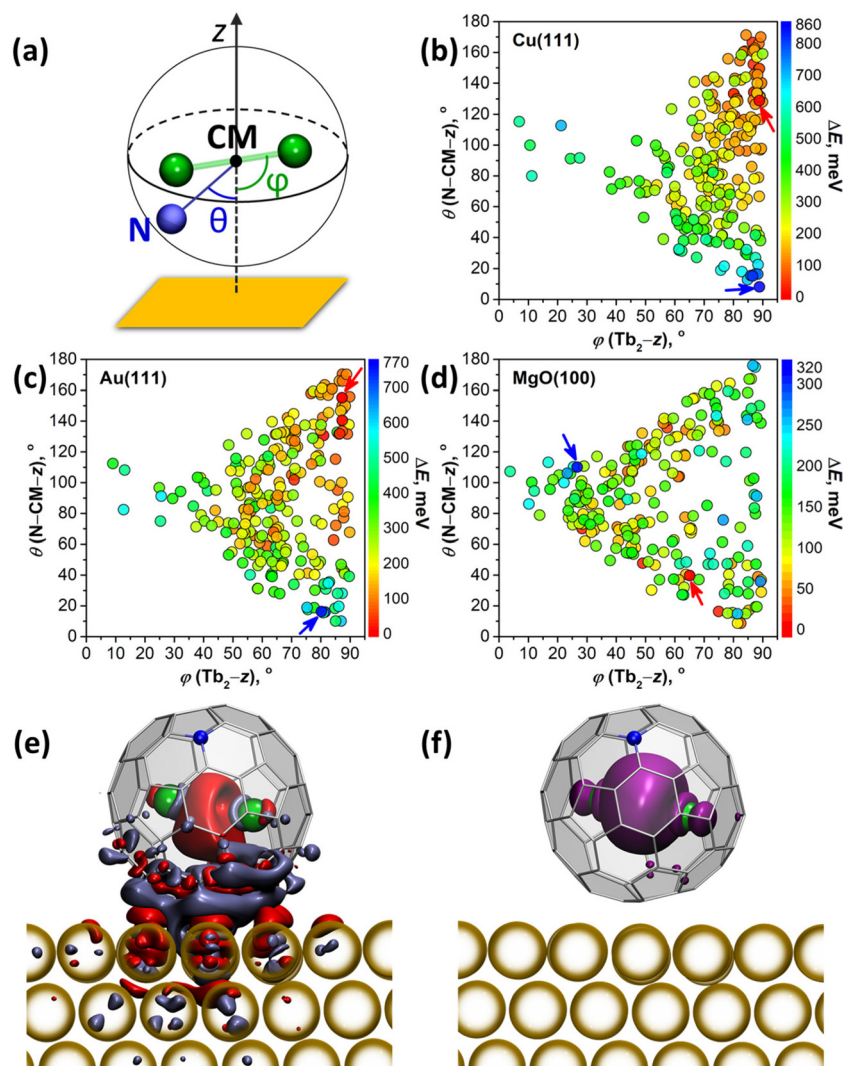 (a)
z
CM
φ
θ
N
(b)
Cu(111)
180
160
140
120
100
80
60
40
20
0
θ (N–CM–z), °
0 10 20 30 40 50 60 70 80 90
φ (Tb2–z), °
860
800
700
600
500
400
300
200
100
0
ΔE, meV
(c)
Au(111)
180
160
140
120
100
80
60
40
20
0
θ (N–CM–z), °
0 10 20 30 40 50 60 70 80 90
φ (Tb2–z), °
770
700
600
500
400
300
200
100
0
ΔE, meV
(d)
MgO(100)
180
160
140
120
100
80
60
40
20
0
θ (N–CM–z), °
0 10 20 30 40 50 60 70 80 90
φ (Tb2–z), °
320
300
250
200
150
100
50
0
ΔE, meV
(e)
(f)